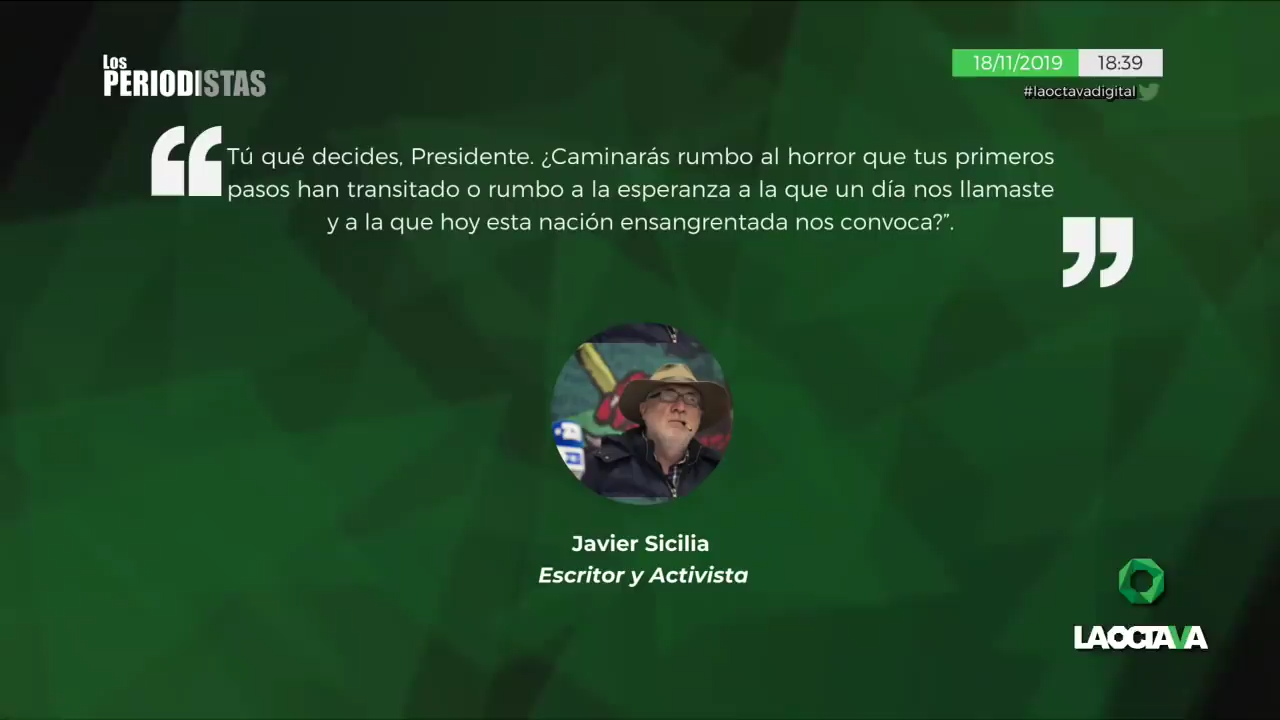 Los
PERIODISTAS
18/11/2019 18:39
#laoctavadigital
Tú qué decides, Presidente. ¿Caminarás rumbo al horror que tus primeros
pasos han transitado o rumbo a la esperanza a la que un día nos llamaste
y a la que hoy esta nación ensangrentada nos convoca?”.
Javier Sicilia
Escritor y Activista
LAOCTAVA